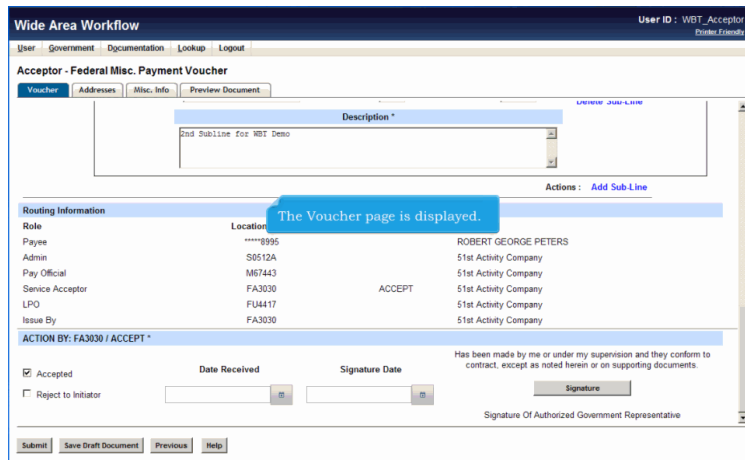 Wide Area Workflow
User ID : WBT_Acceptor
Printer Friendly
User Government Documentation Lookup Logout
Acceptor - Federal Misc. Payment Voucher
Voucher Addresses Misc. Info Preview Document
Delete Sub-Line
Description *
2nd Subline for WBT Demo
Actions : Add Sub-Line
Routing Information
The Voucher page is displayed.
Role Location
Payee *****8995 ROBERT GEORGE PETERS
Admin S0512A 51st Activity Company
Pay Official M67443 51st Activity Company
Service Acceptor FA3030 ACCEPT 51st Activity Company
LPO FU4417 51st Activity Company
Issue By FA3030 51st Activity Company
ACTION BY: FA3030 / ACCEPT *
Accepted
Reject to Initiator
Date Received
Signature Date
Has been made by me or under my supervision and they conform to
contract, except as noted herein or on supporting documents.
Signature
Signature Of Authorized Government Representative
Submit Save Draft Document Previous Help